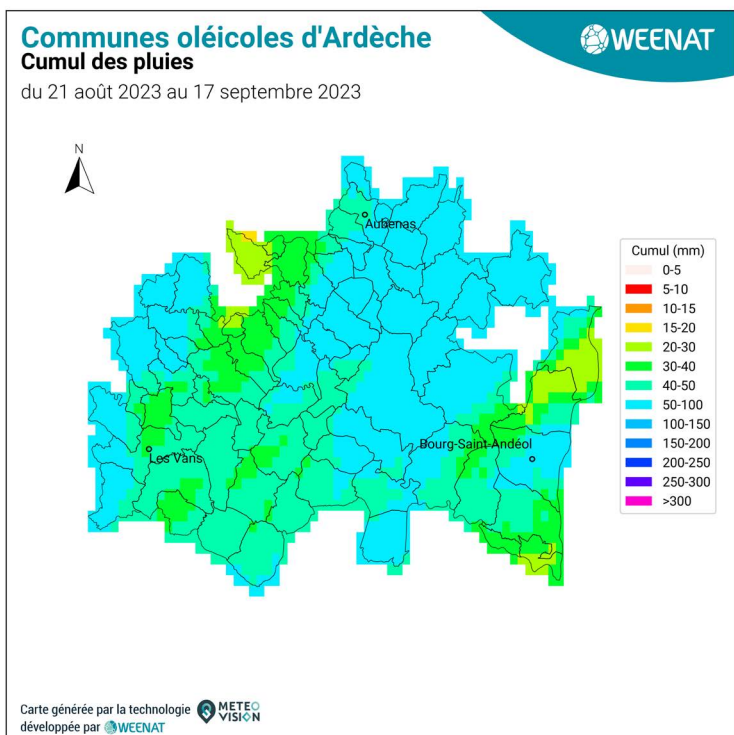 Communes oléicoles d'Ardèche
WEENAT
Cumul des pluies
du 21 août 2023 au 17 septembre 2023
N
Aubenas
Cumul (mm)
0-5
5-10
10-15
15-20
20-30
30-40
40-50
50-100
100-150
150-200
200-250
250-300
>300
Bourg-Saint-Andéol
Les Vans
Carte générée par la technologie METEO VISION
développée par WEENAT